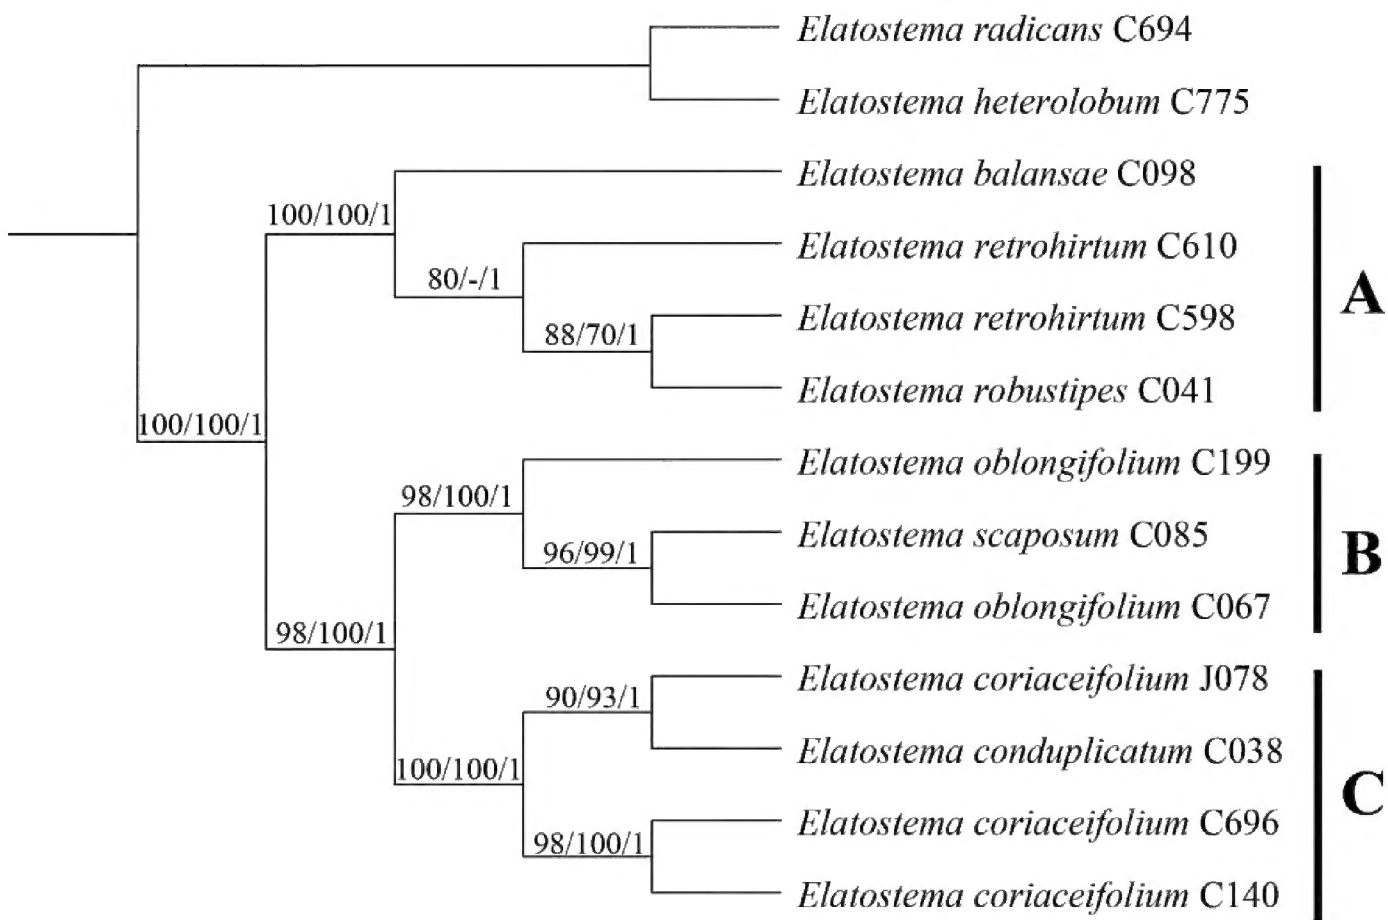 Elatostema radicans C694
Elatostema heterolobum C775
Elatostema balansae C098
100/100/1
Elatostema retrohirtum C610
80/-/1
A
Elatostema retrohirtum C598
88/70/1
Elatostema robustipes C041
100/100/1
Elatostema oblongifolium C199
98/100/1
Elatostema scaposum C085
96/99/1
B
Elatostema oblongifolium C067
98/100/1
Elatostema coriaceifolium J078
90/93/1
Elatostema conduplicatum C038
100/100/1
C
Elatostema coriaceifolium C696
98/100/1
Elatostema coriaceifolium C140